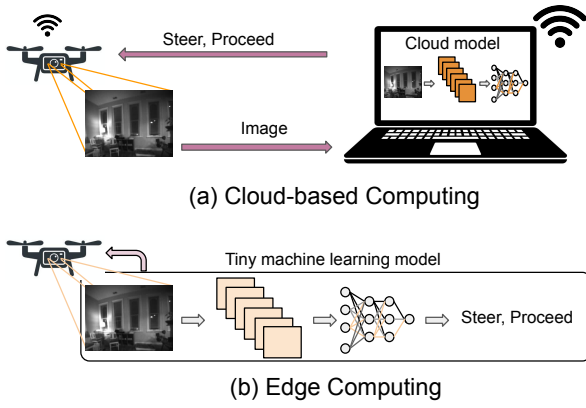 Steer, Proceed
Cloud model
Image
(a) Cloud-based Computing
Tiny machine learning model
Steer, Proceed
(b) Edge Computing